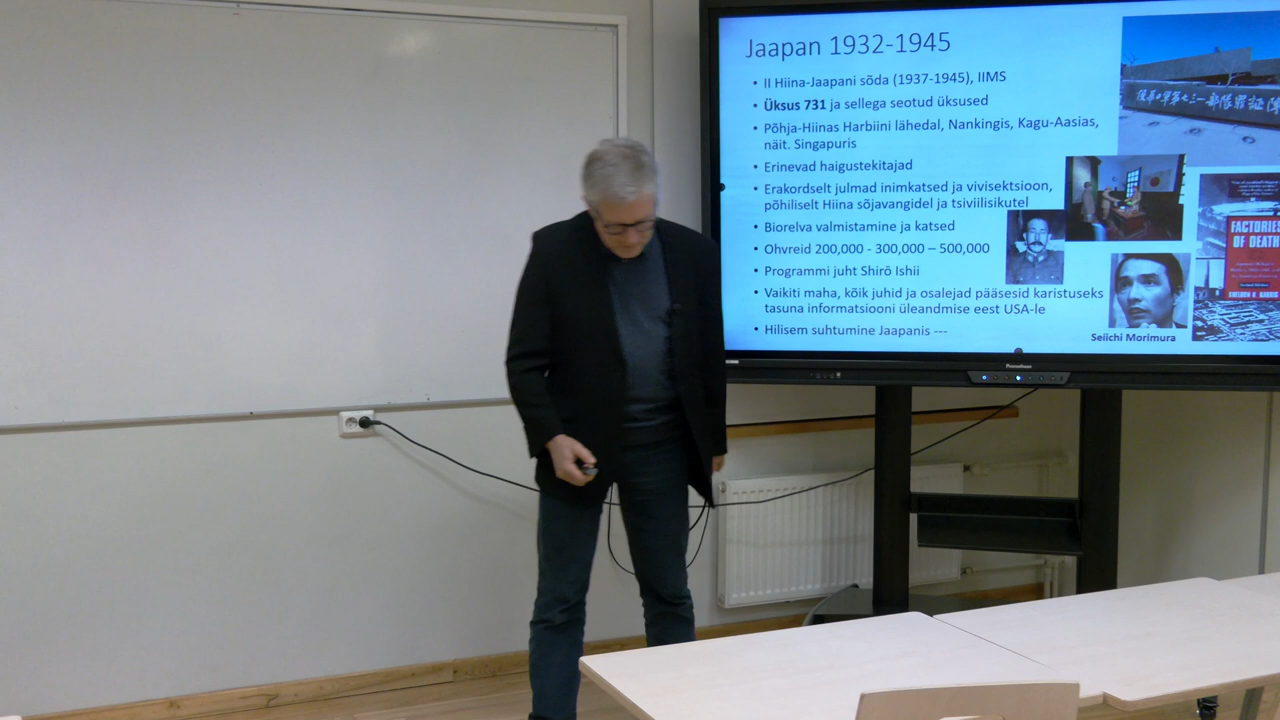 Jaapan 1932-1945
• II Hiina-Jaapani sõda (1937-1945), IIMS
• Üksus 731 ja sellega seotud üksused
• Põhja-Hiinas Harbiini lähedal, Nankingis, Kagu-Aasias,
näit. Singapuris
• Erinevad haigustekitajad
• Erakordselt julmad inimkatsed ja vivisektsioon,
põhiliselt Hiina sõjavangidel ja tsiviilisikutel
• Biorelva valmistamine ja katsed
• Ohvreid 200,000 - 300,000 – 500,000
• Programmi juht Shirō Ishii
• Vaikiti maha, kõik juhid ja osalejad pääsesid karistuseks
tasuna informatsiooni üleandmise eest USA-le
• Hilisem suhtumine Jaapanis ---
Seiichi Morimura
FACTORIES
OF DEATH
SHELDON H. HARRIS
Promethean